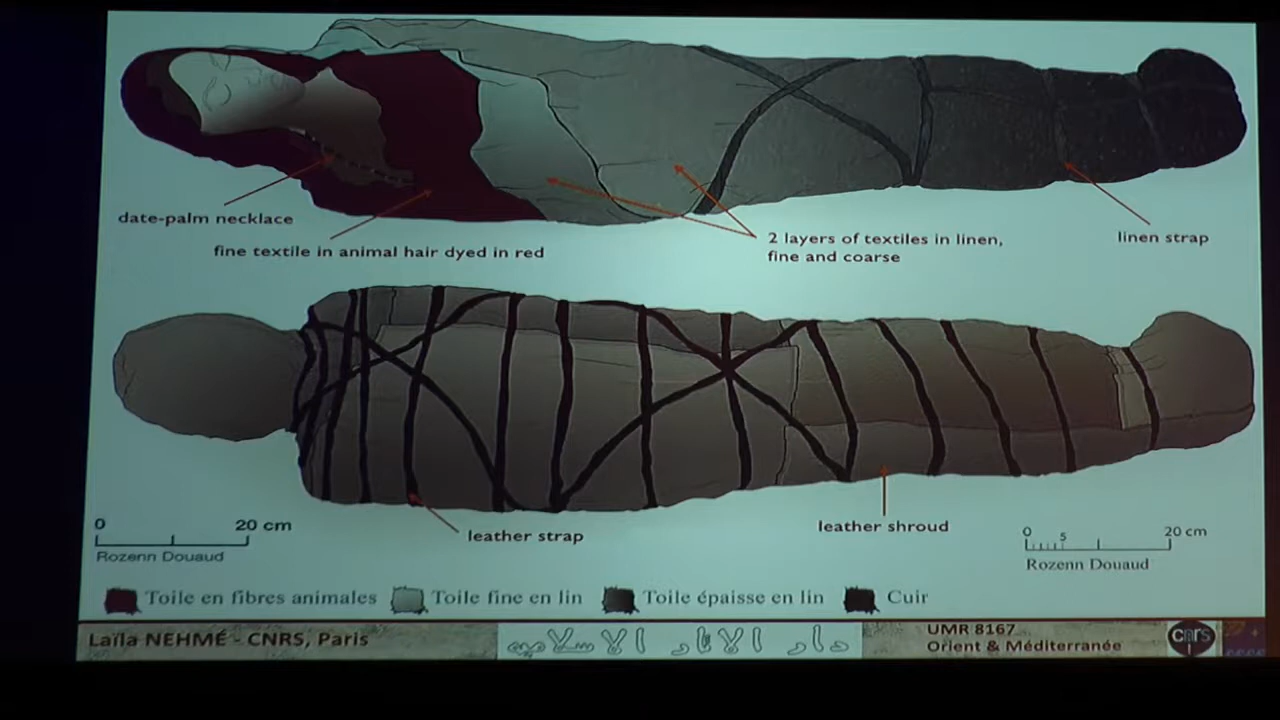 date-palm necklace
fine textile in animal hair dyed in red
2 layers of textiles in linen,
fine and coarse
linen strap
0 20 cm
Rozenn Douaud
leather strap
leather shroud
0 5 20 cm
Rozenn Douaud
Toile en fibres animales
Toile fine en lin
Toile épaisse en lin
Cuir
Laïla NEHMÉ - CNRS, Paris
دار الاثار الاسلاميه
UMR 8167
Orient & Méditerranée
cnrs